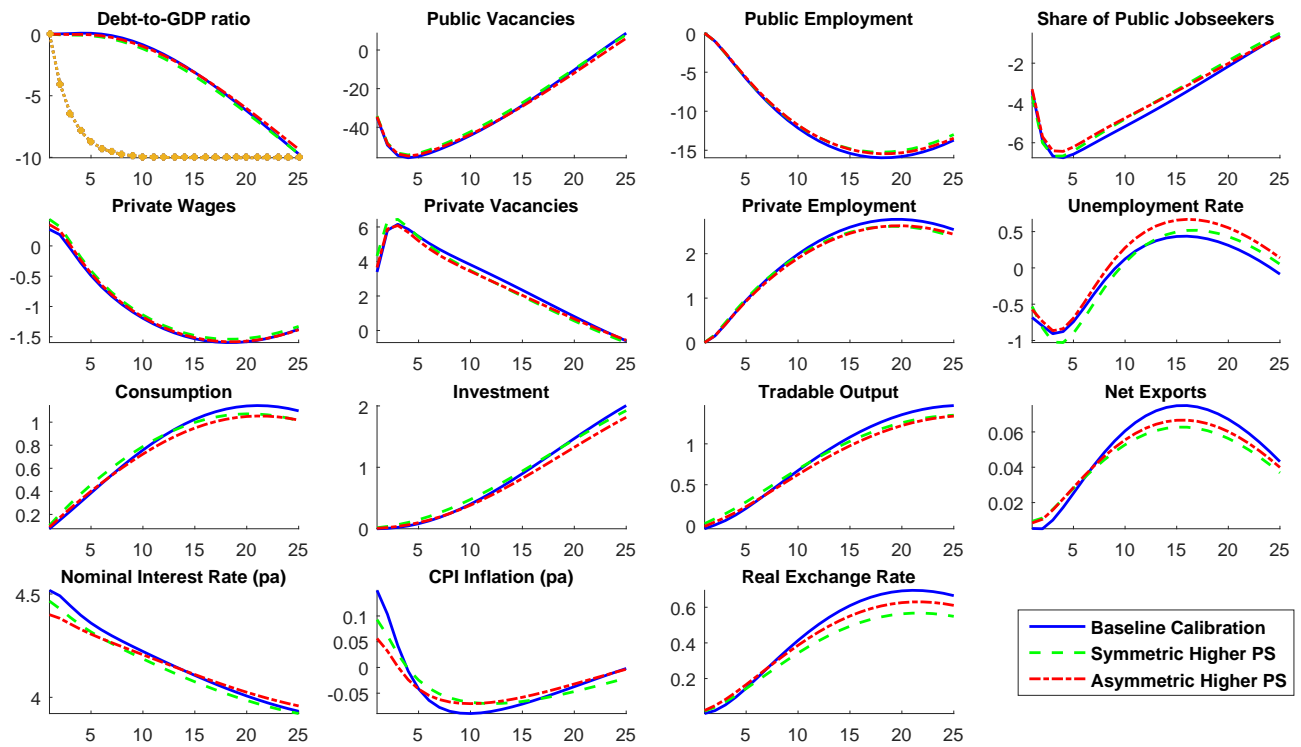 Debt-to-GDP ratio Public Vacancies Public Employment Share of Public Jobseekers
0 -5 -10
5 10 15 20 25
0 -20 -40
5 10 15 20 25
0 -5 -10 -15
5 10 15 20 25
-2 -4 -6
5 10 15 20 25
Private Wages Private Vacancies Private Employment Unemployment Rate
0 -0.5 -1 -1.5
5 10 15 20 25
6 4 2 0
5 10 15 20 25
2 1 0
5 10 15 20 25
0.5 0 -0.5 -1
5 10 15 20 25
Consumption Investment Tradable Output Net Exports
1 0.8 0.6 0.4 0.2
5 10 15 20 25
2 1 0
5 10 15 20 25
1 0.5 0
5 10 15 20 25
0.06 0.04 0.02
5 10 15 20 25
Nominal Interest Rate (pa) CPI Inflation (pa) Real Exchange Rate
4.5 4
5 10 15 20 25
0.1 0.05 0 -0.05
5 10 15 20 25
0.6 0.4 0.2
5 10 15 20 25
Baseline Calibration
Symmetric Higher PS
Asymmetric Higher PS